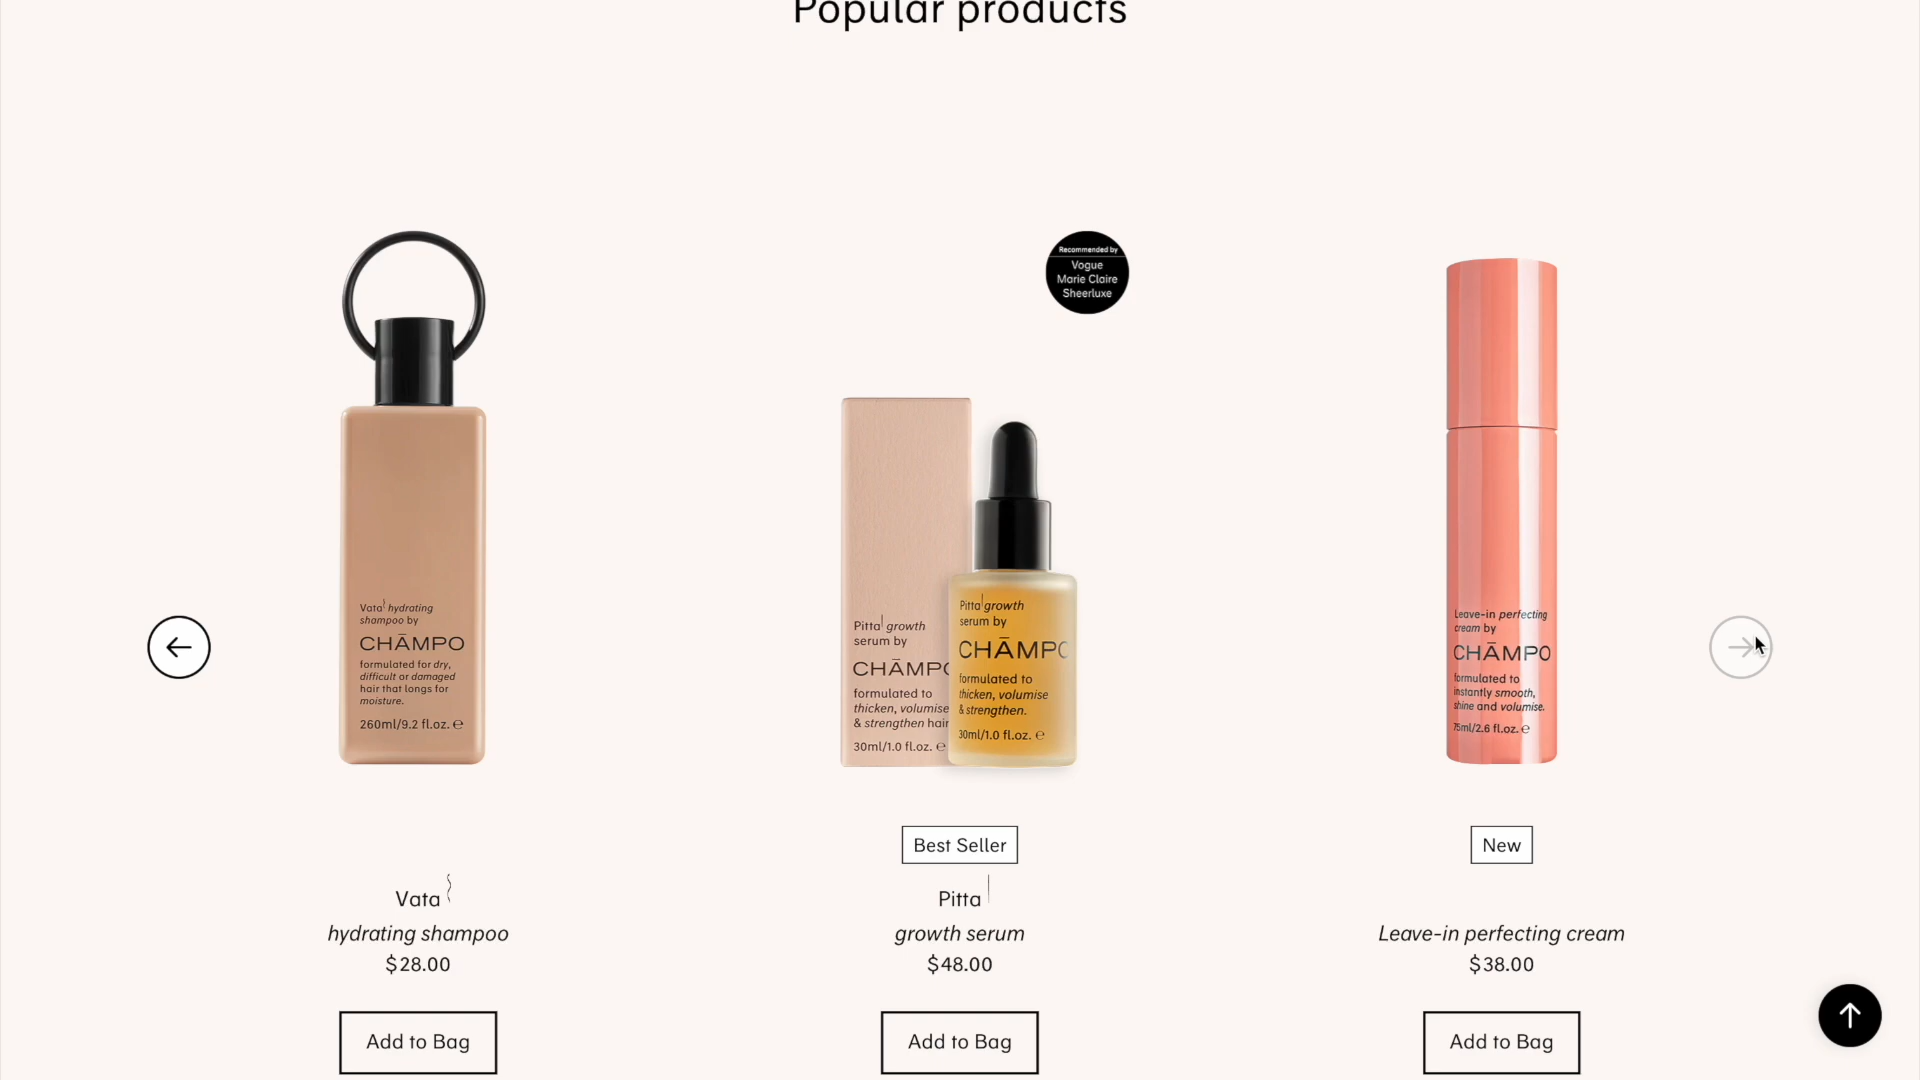 Popular products
Recommended by
Vogue
Marie Claire
Sheerluxe
Vata hydrating
shampoo by
CHĀMPO
formulated for dry,
difficult or damaged
hair that longs for
moisture.
260ml/9.2 fl.oz. ℮
Pitta growth
serum by
CHĀMPO
formulated to
thicken, volumise
& strengthen hair
30ml/1.0 fl.oz. ℮
Pitta growth
serum by
CHĀMPO
formulated to
thicken, volumise
& strengthen.
30ml/1.0 fl.oz. ℮
Leave-in perfecting
cream by
CHĀMPO
formulated to
instantly smooth,
shine and volumise.
75ml/2.6 fl.oz. ℮
Best Seller
New
Vata
hydrating shampoo
$28.00
Add to Bag
Pitta
growth serum
$48.00
Add to Bag
Leave-in perfecting cream
$38.00
Add to Bag